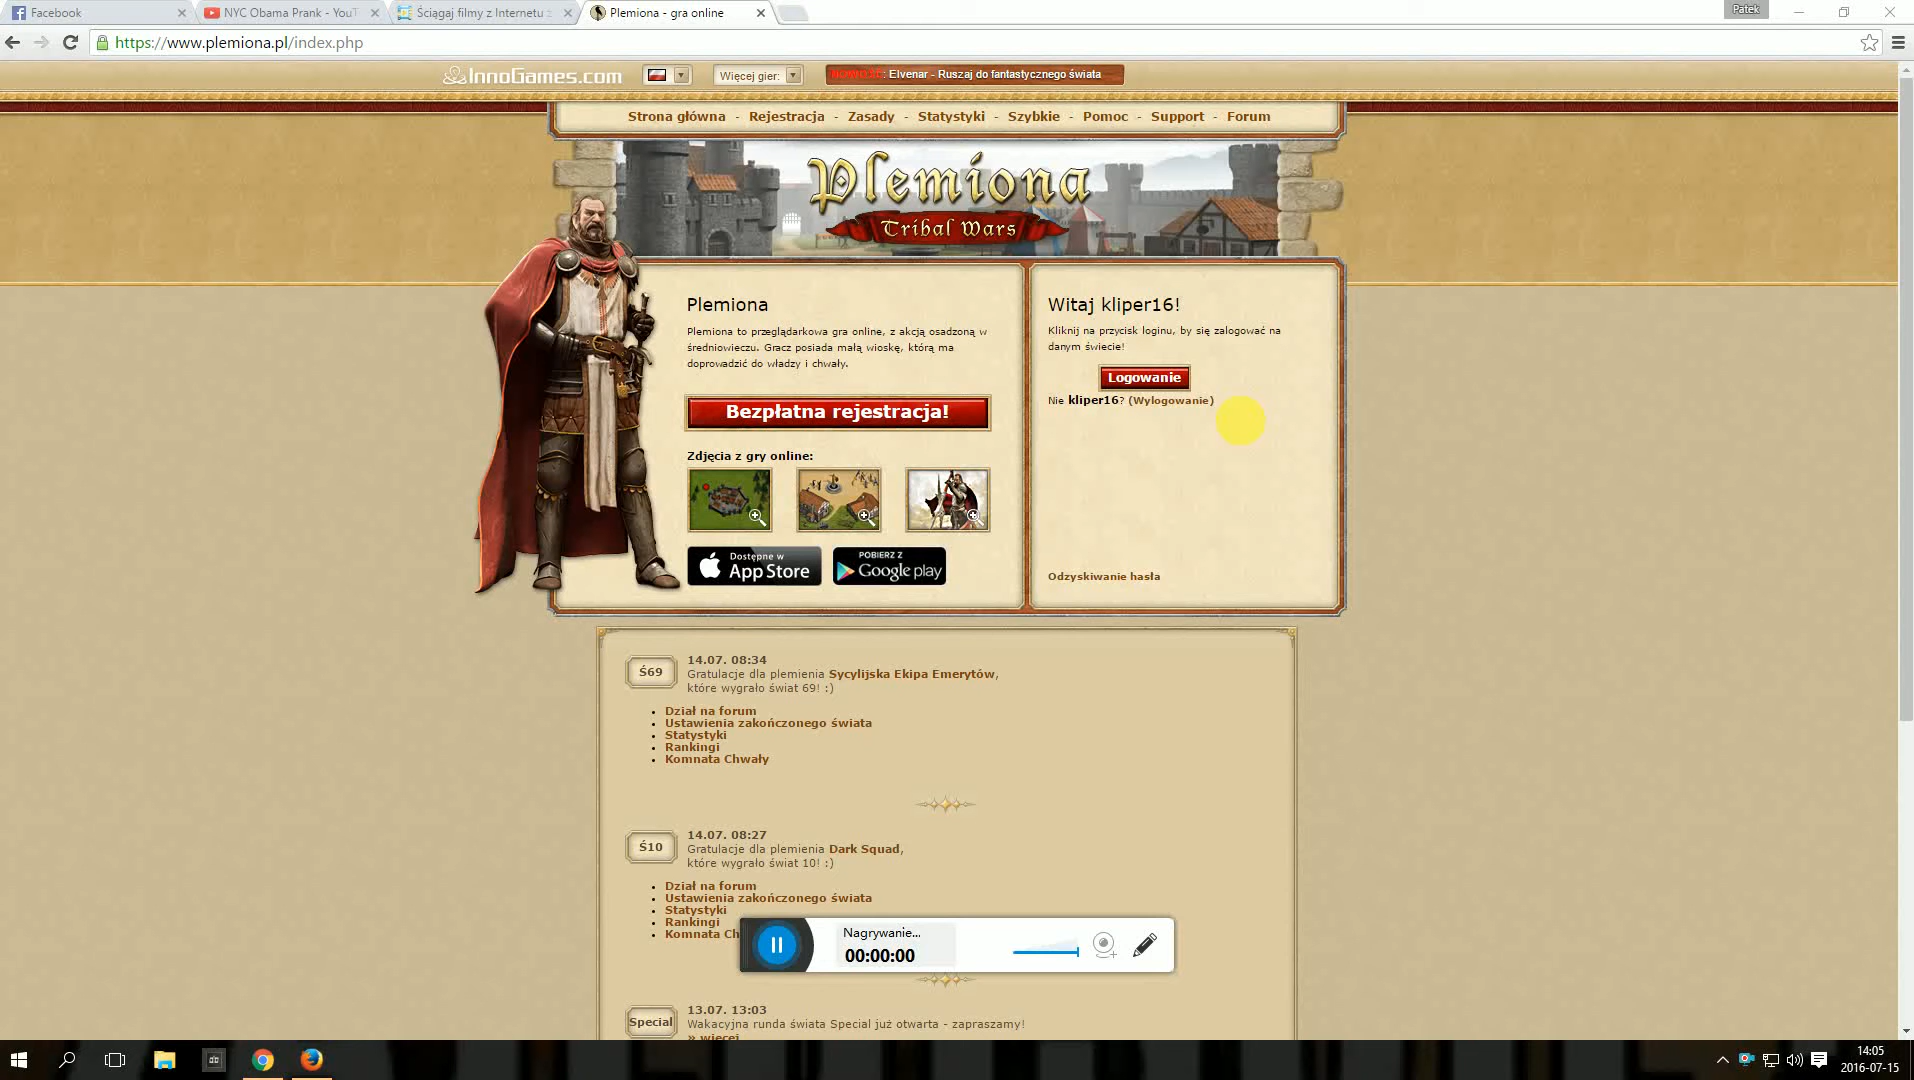 Facebook
NYC Obama Prank - YouT
Ściągaj filmy z Internetu z
Plemiona - gra online
Patek
https://www.plemiona.pl/index.php
InnoGames.com
Więcej gier:
NOWOŚĆ: Elvenar - Ruszaj do fantastycznego świata
Strona główna - Rejestracja - Zasady - Statystyki - Szybkie - Pomoc - Support - Forum
Plemiona
Tribal Wars
Plemiona
Plemiona to przeglądarkowa gra online, z akcją osadzoną w
średniowieczu. Gracz posiada małą wioskę, którą ma
doprowadzić do władzy i chwały.
Bezpłatna rejestracja!
Zdjęcia z gry online:
Dostępne w
App Store
POBIERZ Z
Google play
Witaj kliper16!
Kliknij na przycisk loginu, by się zalogować na
danym świecie!
Logowanie
Nie kliper16? (Wylogowanie)
Odzyskiwanie hasła
Ś69
14.07. 08:34
Gratulacje dla plemienia Sycylijska Ekipa Emerytów,
które wygrało świat 69! :)
Dział na forum
Ustawienia zakończonego świata
Statystyki
Rankingi
Komnata Chwały
Ś10
14.07. 08:27
Gratulacje dla plemienia Dark Squad,
które wygrało świat 10! :)
Dział na forum
Ustawienia zakończonego świata
Statystyki
Rankingi
Komnata Ch
Nagrywanie...
00:00:00
Special
13.07. 13:03
Wakacyjna runda świata Special już otwarta - zapraszamy!
» więcej
14:05
2016-07-15